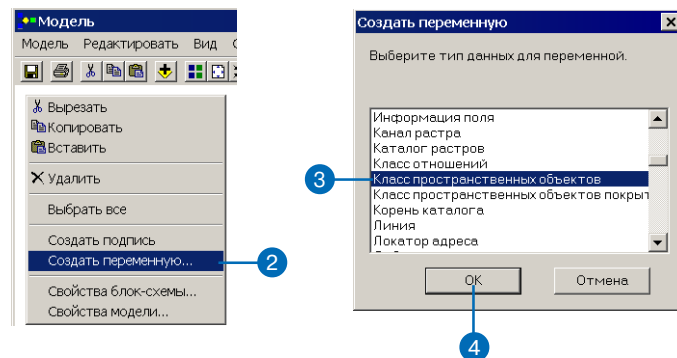 Модель
Модель Редактировать Вид
Вырезать
Копировать
Вставить
Удалить
Выбрать все
Создать подпись
Создать переменную...
2
Свойства блок-схемы...
Свойства модели...
Создать переменную
Выберите тип данных для переменной.
Информация поля
Канал растра
Каталог растров
Класс отношений
3
Класс пространственных объектов
Класс пространственных объектов покрыт
Корень каталога
Линия
Локатор адреса
OK
Отмена
4